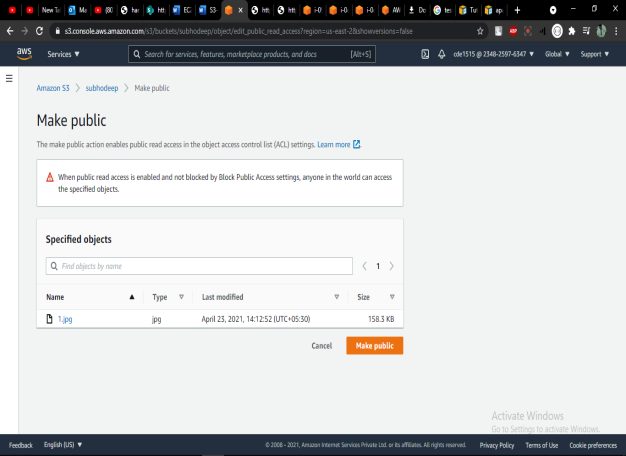 New Ta
Mi
(80
har
htt
EC
S3-
htt
htt
i-0
i-0
i-0
AW
Do
tes
Tu
ap
s3.console.aws.amazon.com/s3/buckets/subhodeep/object/edit_public_read_access?region=us-east-2&showversions=false
aws
Services ▼
Search for services, features, marketplace products, and docs
[Alt+S]
cde1515 @ 2348-2597-6347 ▼
Global ▼
Support ▼
Amazon S3 > subhodeep > Make public
Make public
The make public action enables public read access in the object access control list (ACL) settings. Learn more
When public read access is enabled and not blocked by Block Public Access settings, anyone in the world can access
the specified objects.
Specified objects
Find objects by name
< 1 >
Name ▲ Type ▽ Last modified ▽ Size ▽
1.jpg jpg April 23, 2021, 14:12:52 (UTC+05:30) 158.3 KB
Cancel Make public
Activate Windows
Go to Settings to activate Windows.
Feedback English (US) ▼ © 2008 - 2021, Amazon Internet Services Private Ltd. or its affiliates. All rights reserved. Privacy Policy Terms of Use Cookie preferences